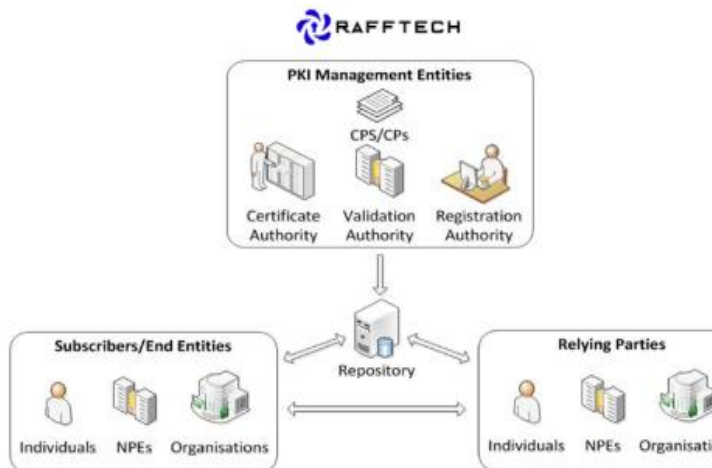 RAFFTECH
PKI Management Entities
CPS/CPs
Certificate Authority
Validation Authority
Registration Authority
Repository
Subscribers/End Entities
Individuals NPEs Organisations
Relying Parties
Individuals NPEs Organisati